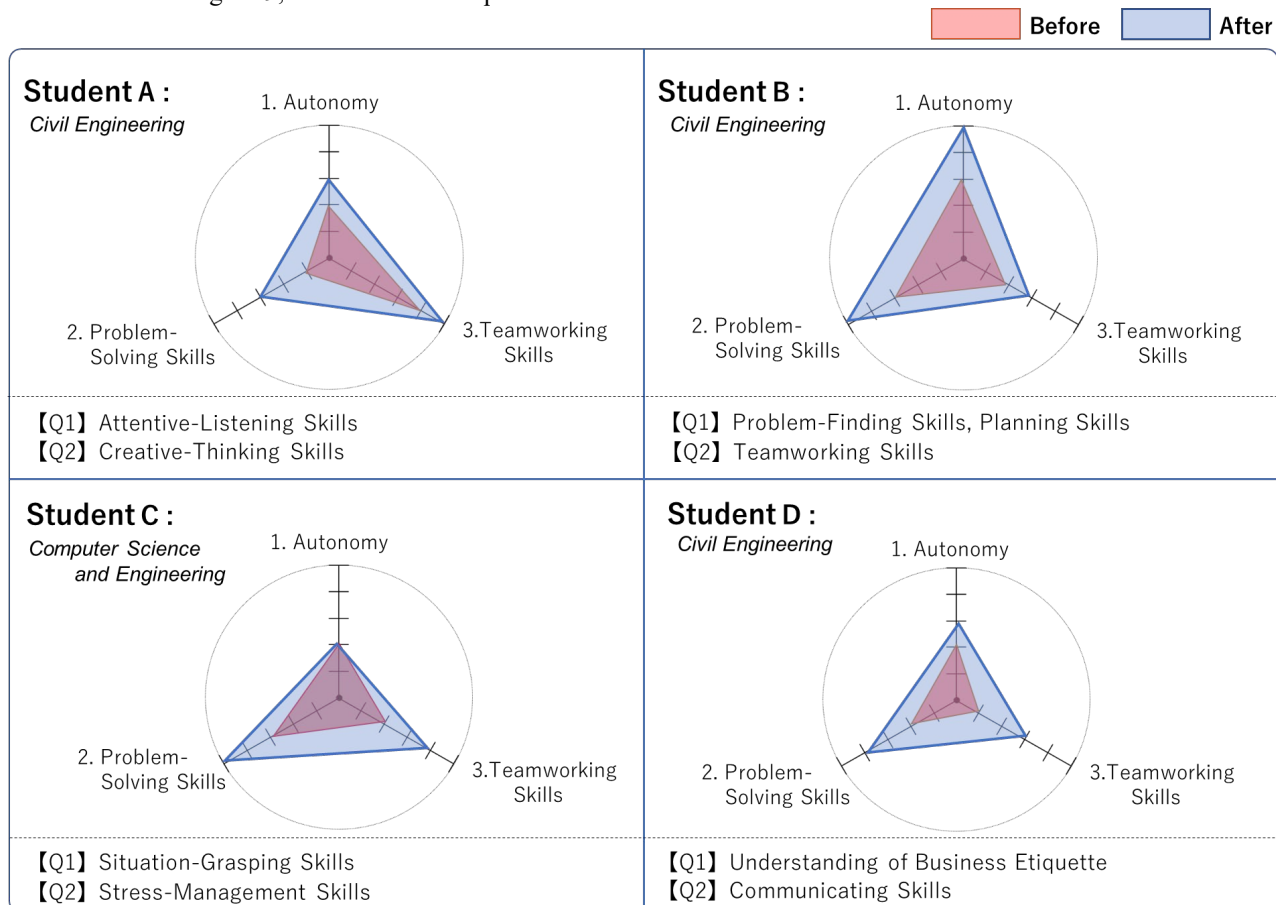 Before
After
Student A :
Civil Engineering
1. Autonomy
2. Problem-
Solving Skills
3.Teamworking
Skills
【Q1】Attentive-Listening Skills
【Q2】Creative-Thinking Skills
Student B :
Civil Engineering
1. Autonomy
2. Problem-
Solving Skills
3.Teamworking
Skills
【Q1】Problem-Finding Skills, Planning Skills
【Q2】Teamworking Skills
Student C :
Computer Science
and Engineering
1. Autonomy
2. Problem-
Solving Skills
3.Teamworking
Skills
【Q1】Situation-Grasping Skills
【Q2】Stress-Management Skills
Student D :
Civil Engineering
1. Autonomy
2. Problem-
Solving Skills
3.Teamworking
Skills
【Q1】Understanding of Business Etiquette
【Q2】Communicating Skills